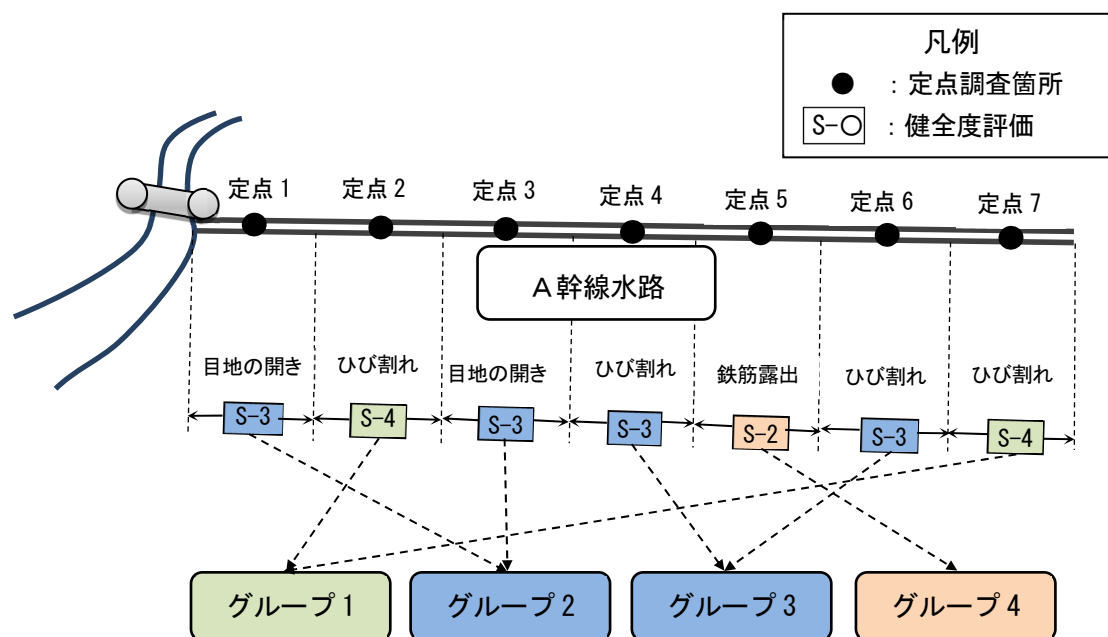 凡例
●：定点調査箇所
S-○：健全度評価
定点1 定点2 定点3 定点4 定点5 定点6 定点7
A幹線水路
目地の開き ひび割れ 目地の開き ひび割れ 鉄筋露出 ひび割れ ひび割れ
S-3 S-4 S-3 S-3 S-2 S-3 S-4
グループ1 グループ2 グループ3 グループ4